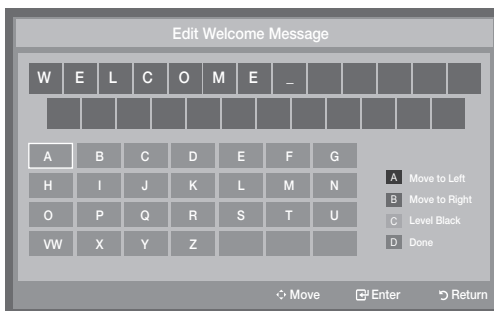 Edit Welcome Message
W E L C O M E _
A B C D E F G
H I J K L M N
O P Q R S T U
VW X Y Z
A Move to Left
B Move to Right
C Level Black
D Done
Move Enter Return